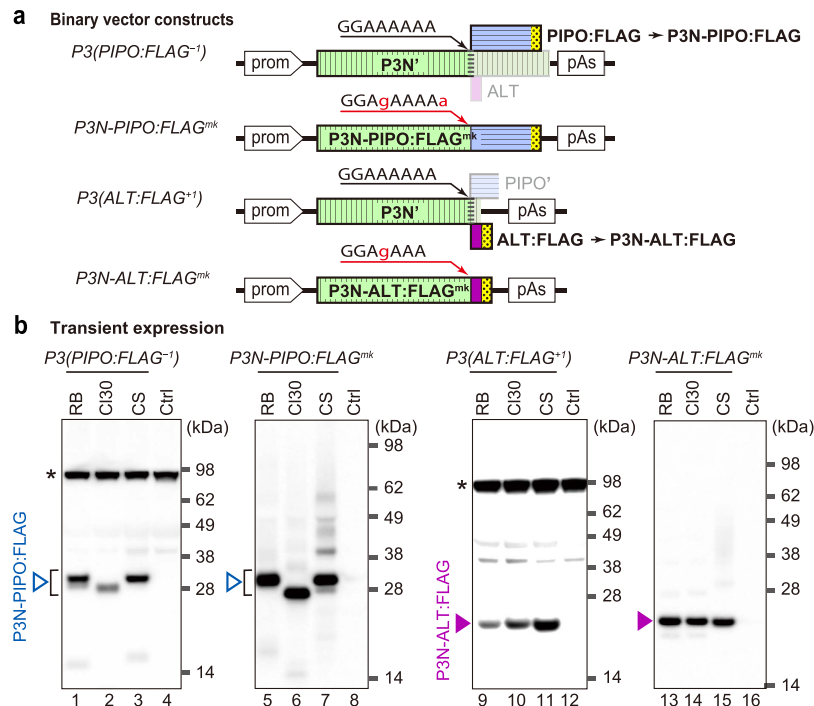 a Binary vector constructs
GGAAAAAA
PIPO:FLAG → P3N-PIPO:FLAG
P3(PIPO:FLAG⁻¹)
prom P3N' pAs
ALT
GGAgAAAAa
P3N-PIPO:FLAGᵐᵏ
prom P3N-PIPO:FLAGᵐᵏ pAs
GGAAAAAA
PIPO'
P3(ALT:FLAG⁺¹)
prom P3N' pAs
ALT:FLAG → P3N-ALT:FLAG
GGAgAAA
P3N-ALT:FLAGᵐᵏ
prom P3N-ALT:FLAGᵐᵏ pAs
b Transient expression
P3(PIPO:FLAG⁻¹) P3N-PIPO:FLAGᵐᵏ P3(ALT:FLAG⁺¹) P3N-ALT:FLAGᵐᵏ
RB Cl30 CS Ctrl (kDa) RB Cl30 CS Ctrl (kDa) RB Cl30 CS Ctrl (kDa) RB Cl30 CS Ctrl (kDa)
* 98 62 49 38 28 14
P3N-PIPO:FLAG
98 62 49 38 28 14
* 98 62 49 38 28 14
P3N-ALT:FLAG
98 62 49 38 28 14
1 2 3 4 5 6 7 8 9 10 11 12 13 14 15 16